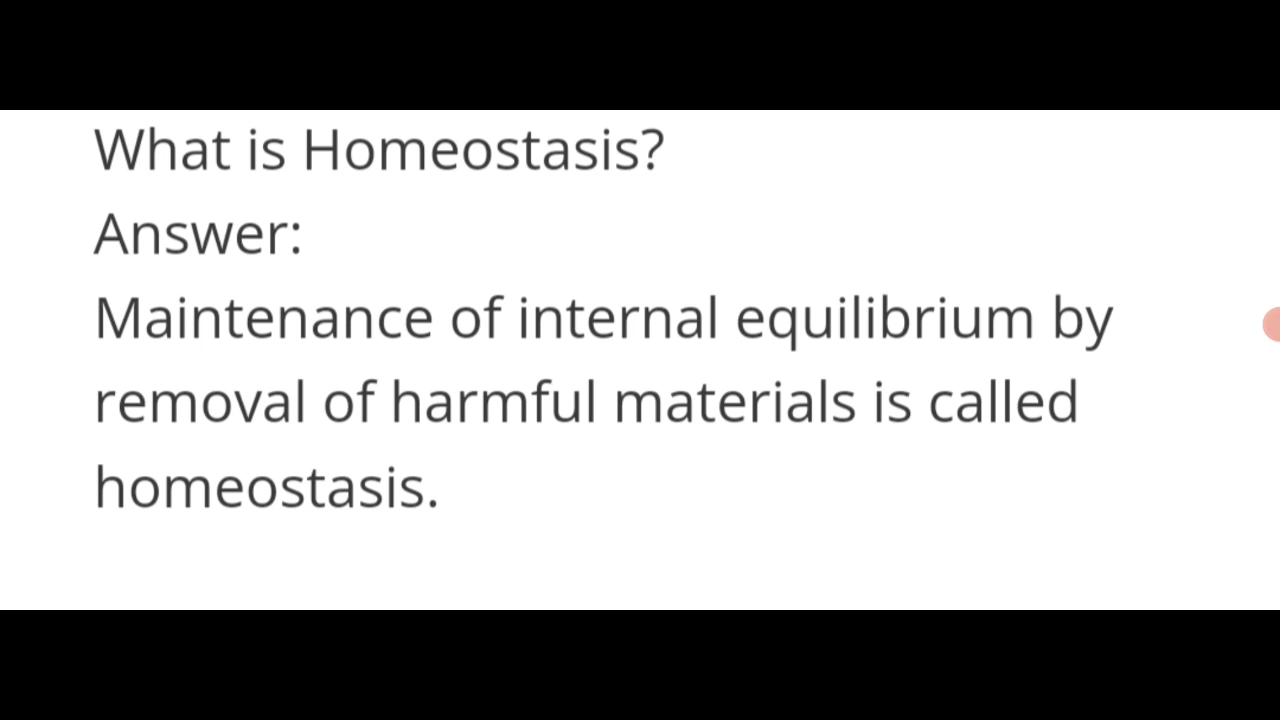 What is Homeostasis?
Answer:
Maintenance of internal equilibrium by
removal of harmful materials is called
homeostasis.